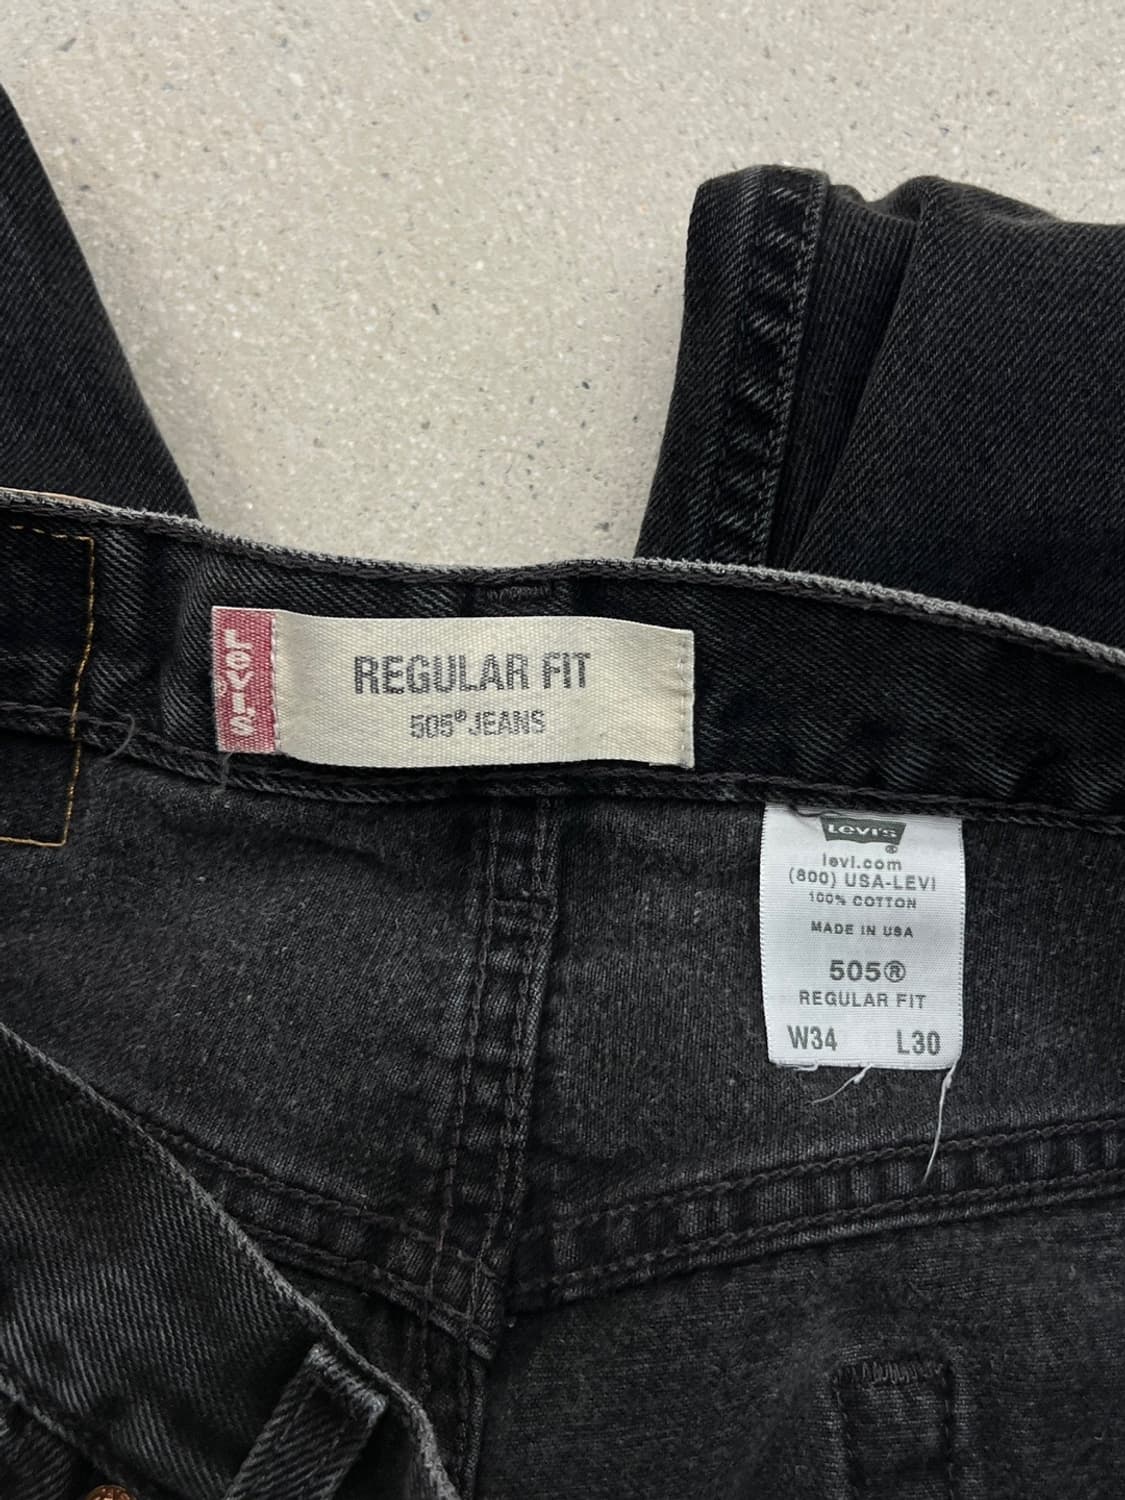 LEVI'S
REGULAR FIT
505® JEANS
Levi's
®
levi.com
(800) USA-LEVI
100% COTTON
MADE IN USA
505®
REGULAR FIT
W34 L30